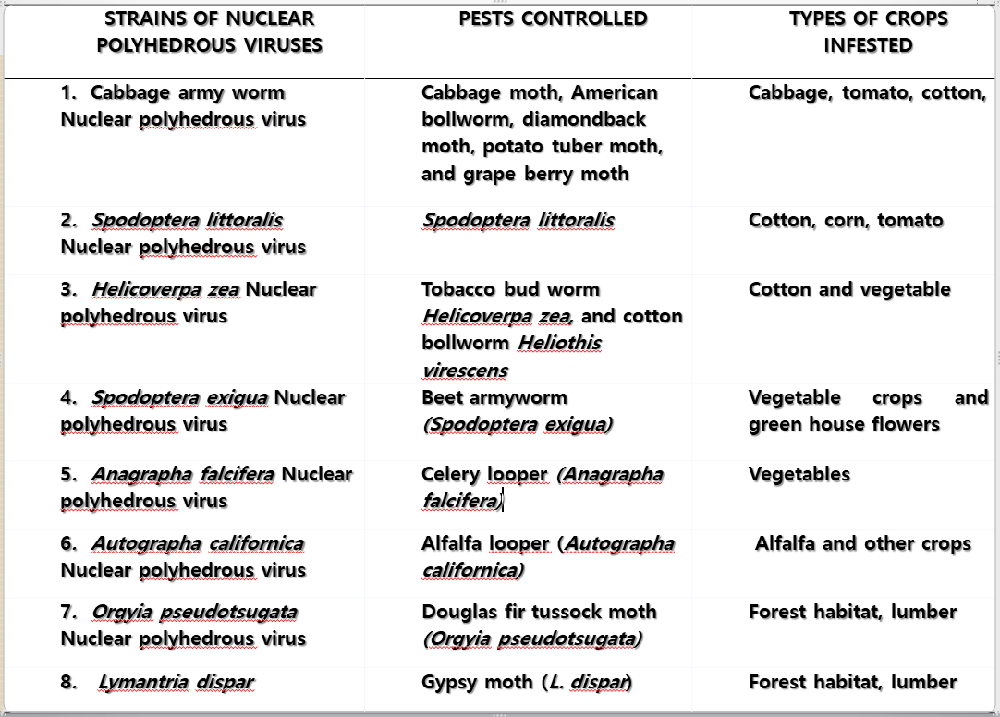 STRAINS OF NUCLEAR
POLYHEDROUS VIRUSES
PESTS CONTROLLED
TYPES OF CROPS
INFESTED
1. Cabbage army worm
Nuclear polyhedrous virus
Cabbage moth, American
bollworm, diamondback
moth, potato tuber moth,
and grape berry moth
Cabbage, tomato, cotton,
2. Spodoptera littoralis
Nuclear polyhedrous virus
Spodoptera littoralis
Cotton, corn, tomato
3. Helicoverpa zea Nuclear
polyhedrous virus
Tobacco bud worm
Helicoverpa zea, and cotton
bollworm Heliothis
virescens
Cotton and vegetable
4. Spodoptera exigua Nuclear
polyhedrous virus
Beet armyworm
(Spodoptera exigua)
Vegetable crops and
green house flowers
5. Anagrapha falcifera Nuclear
polyhedrous virus
Celery looper (Anagrapha
falcifera)
Vegetables
6. Autographa californica
Nuclear polyhedrous virus
Alfalfa looper (Autographa
californica)
Alfalfa and other crops
7. Orgyia pseudotsugata
Nuclear polyhedrous virus
Douglas fir tussock moth
(Orgyia pseudotsugata)
Forest habitat, lumber
8. Lymantria dispar
Gypsy moth (L. dispar)
Forest habitat, lumber